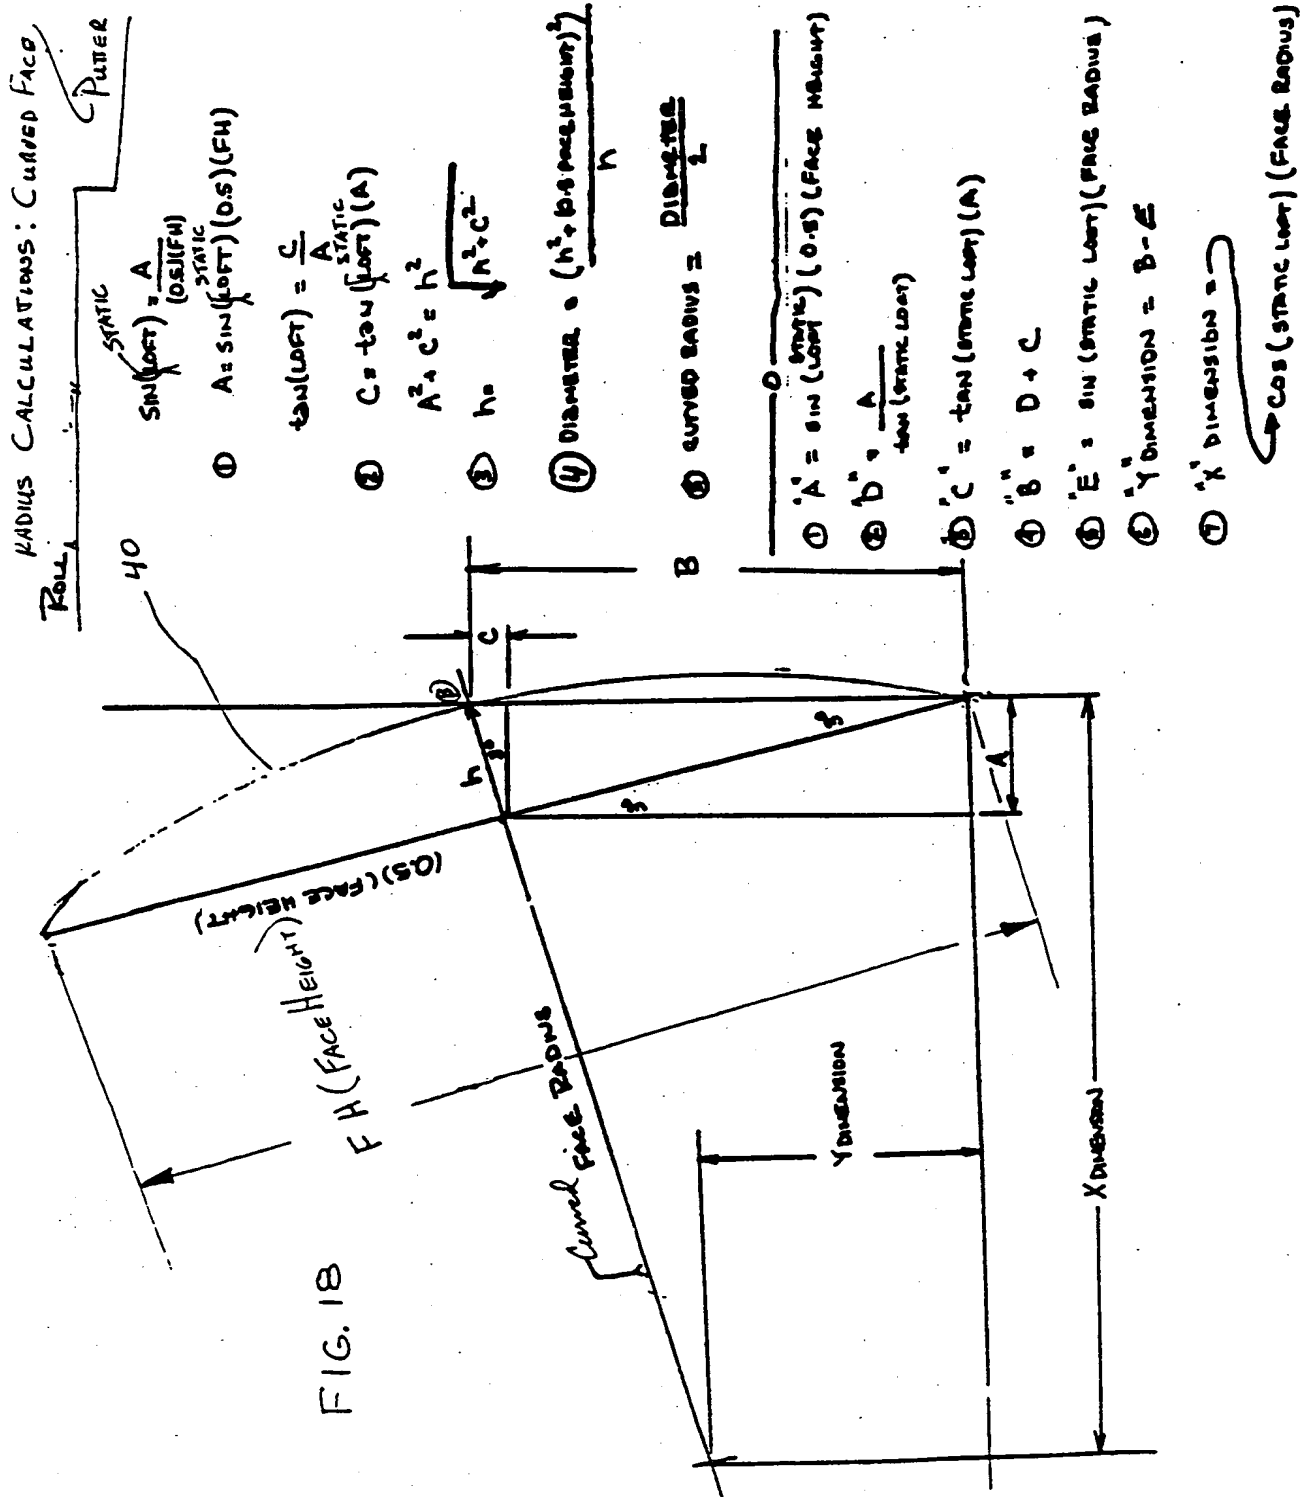 ROLL RADIUS CALCULATIONS: CURVED FACE PUTTER
STATIC
SIN(LOFT) = A
(0.5)(FH)
STATIC
① A = SIN(LOFT)(0.5)(FH)
tan(LOFT) = C
A
STATIC
② C = tan(LOFT)(A)
A² + C² = h²
③ h = √A²+C²
④ DIAMETER = (h² + (0.5 FACE HEIGHT)²)
h
⑤ CURVED RADIUS = DIAMETER
2
① "A" = SIN (STATIC LOFT) (0.5) (FACE HEIGHT)
② "D" = A
tan (STATIC LOFT)
③ "C" = TAN (STATIC LOFT) (A)
④ "B" = D + C
⑤ "E" = SIN (STATIC LOFT) (FACE RADIUS)
⑥ "Y" DIMENSION = B - E
⑦ "X" DIMENSION =
COS (STATIC LOFT) (FACE RADIUS)
40
B
C
h
A
(0.5) (FACE HEIGHT)
FH (FACE HEIGHT)
Curved FACE RADIUS
Y DIMENSION
X DIMENSION
FIG. 18